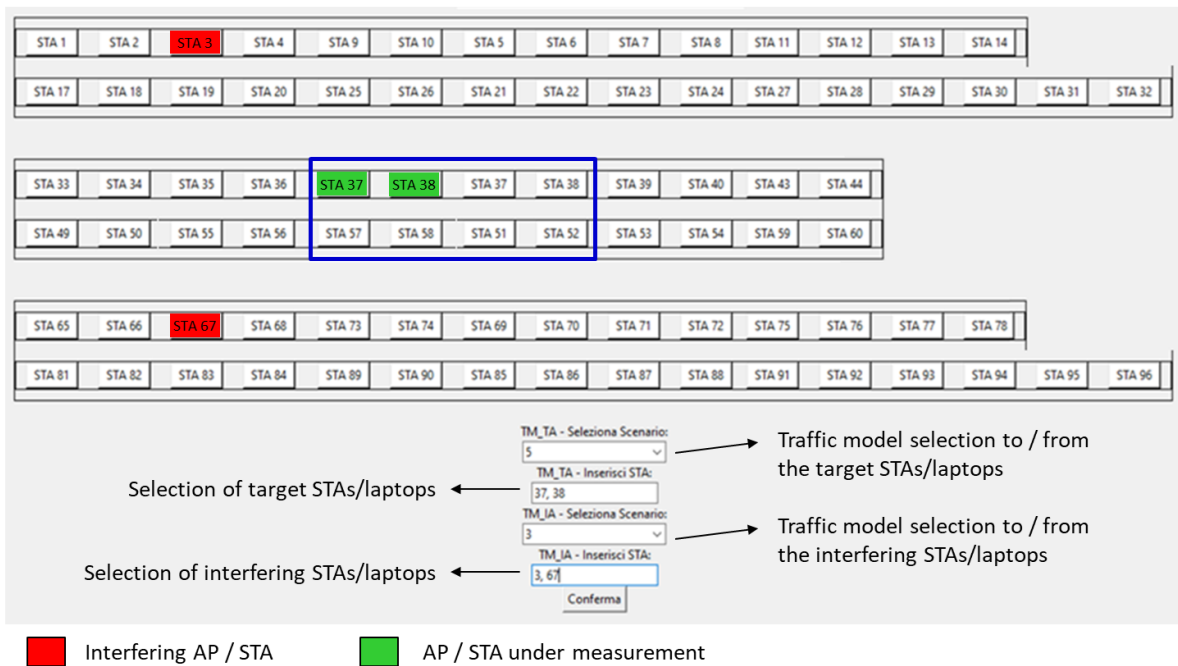 STA 1 STA 2 STA 3 STA 4 STA 9 STA 10 STA 5 STA 6 STA 7 STA 8 STA 11 STA 12 STA 13 STA 14
STA 17 STA 18 STA 19 STA 20 STA 25 STA 26 STA 21 STA 22 STA 23 STA 24 STA 27 STA 28 STA 29 STA 30 STA 31 STA 32
STA 33 STA 34 STA 35 STA 36 STA 37 STA 38 STA 37 STA 38 STA 39 STA 40 STA 43 STA 44
STA 49 STA 50 STA 55 STA 56 STA 57 STA 58 STA 51 STA 52 STA 53 STA 54 STA 59 STA 60
STA 65 STA 66 STA 67 STA 68 STA 73 STA 74 STA 69 STA 70 STA 71 STA 72 STA 75 STA 76 STA 77 STA 78
STA 81 STA 82 STA 83 STA 84 STA 89 STA 90 STA 85 STA 86 STA 87 STA 88 STA 91 STA 92 STA 93 STA 94 STA 95 STA 96
TM_TA - Seleziona Scenario:
5
Traffic model selection to / from
the target STAs/laptops
TM_TA - Inserisci STA:
Selection of target STAs/laptops
37, 38
TM_IA - Seleziona Scenario:
3
Traffic model selection to / from
the interfering STAs/laptops
TM_IA - Inserisci STA:
Selection of interfering STAs/laptops
3, 67
Conferma
Interfering AP / STA
AP / STA under measurement